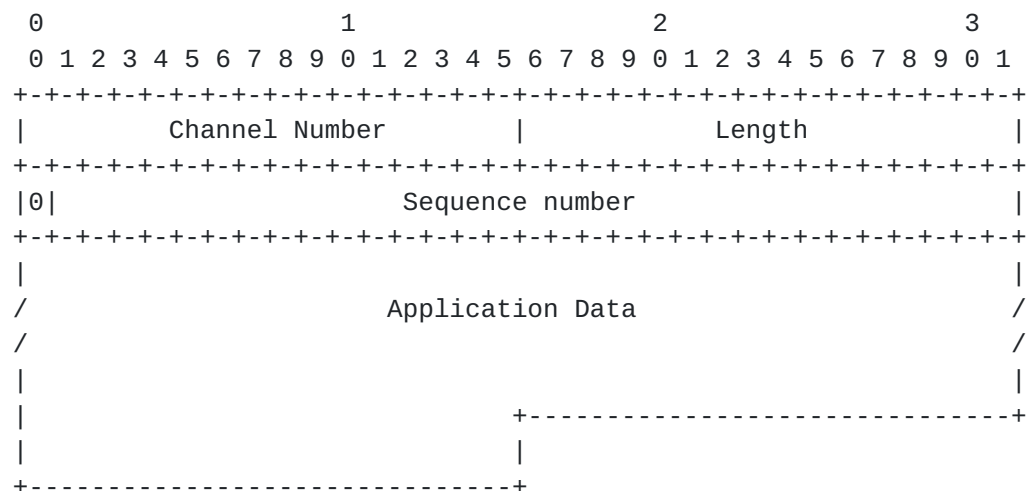 0                   1                   2                   3
 0 1 2 3 4 5 6 7 8 9 0 1 2 3 4 5 6 7 8 9 0 1 2 3 4 5 6 7 8 9 0 1
+-+-+-+-+-+-+-+-+-+-+-+-+-+-+-+-+-+-+-+-+-+-+-+-+-+-+-+-+-+-+-+-+
|         Channel Number        |            Length             |
+-+-+-+-+-+-+-+-+-+-+-+-+-+-+-+-+-+-+-+-+-+-+-+-+-+-+-+-+-+-+-+-+
|0|                      Sequence number                        |
+-+-+-+-+-+-+-+-+-+-+-+-+-+-+-+-+-+-+-+-+-+-+-+-+-+-+-+-+-+-+-+-+
|                                                               |
/                       Application Data                        /
/                                                               /
|                                                               |
|                               +-------------------------------+
|                               |
+-------------------------------+